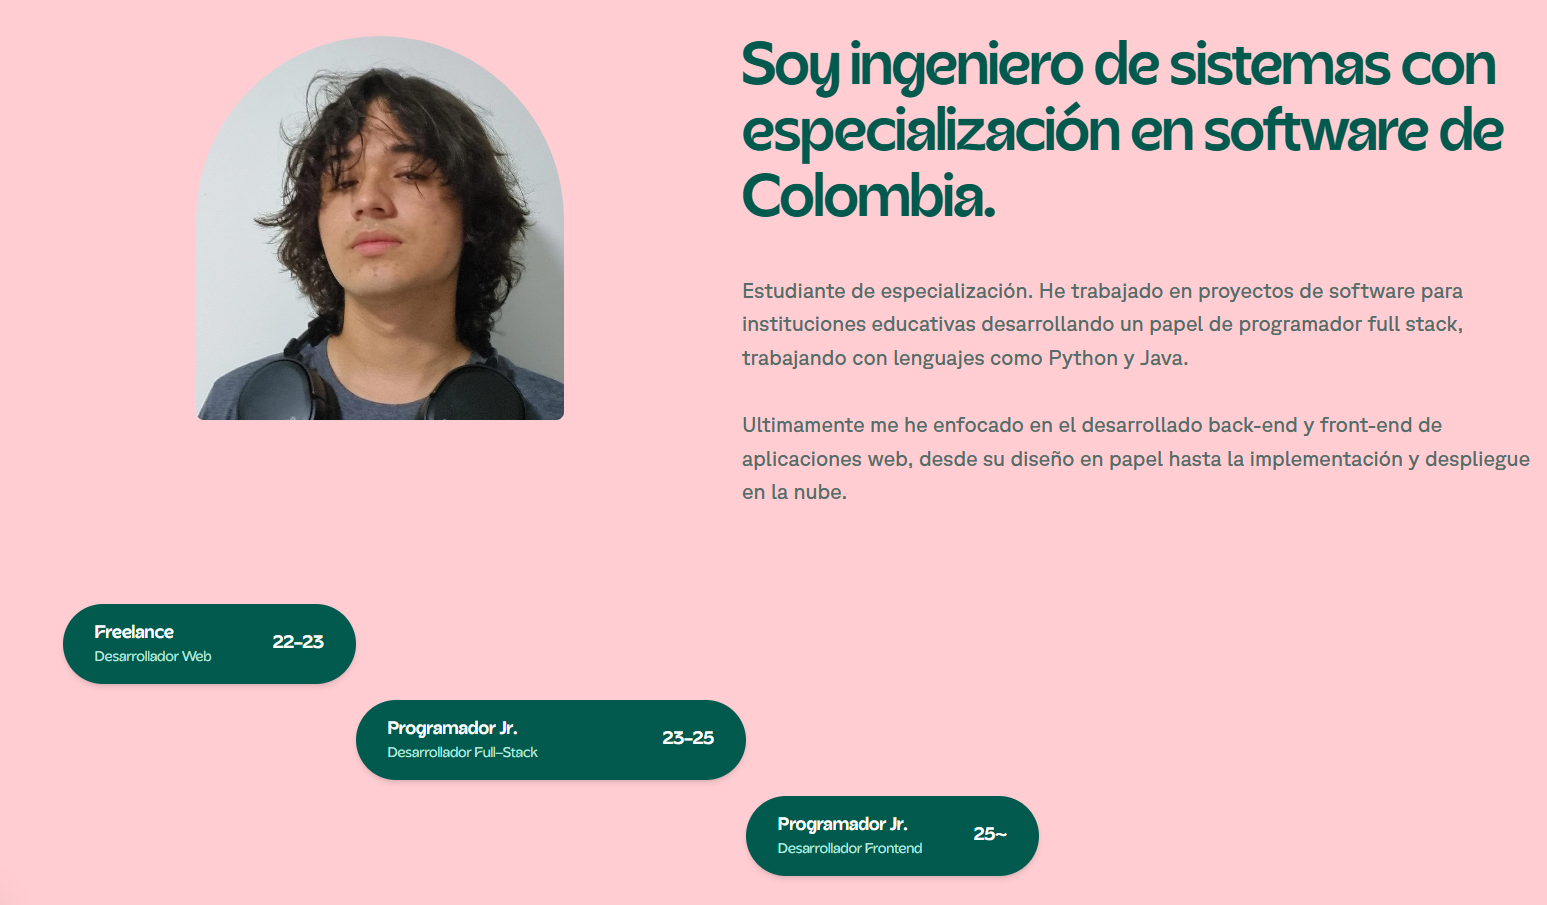 Soy ingeniero de sistemas con
especialización en software de
Colombia.
Estudiante de especialización. He trabajado en proyectos de software para
instituciones educativas desarrollando un papel de programador full stack,
trabajando con lenguajes como Python y Java.
Ultimamente me he enfocado en el desarrollado back-end y front-end de
aplicaciones web, desde su diseño en papel hasta la implementación y despliegue
en la nube.
Freelance
Desarrollador Web
22-23
Programador Jr.
Desarrollador Full-Stack
23-25
Programador Jr.
Desarrollador Frontend
25~